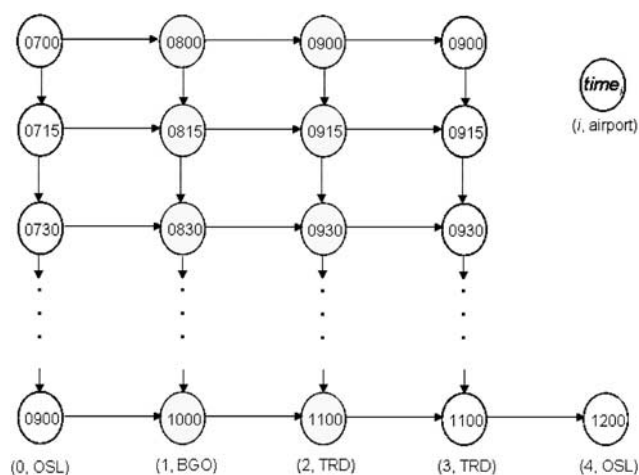 0700 0800 0900 0900
time i
(i, airport)
0715 0815 0915 0915
0730 0830 0930 0930
0900 1000 1100 1100 1200
(0, OSL) (1, BGO) (2, TRD) (3, TRD) (4, OSL)